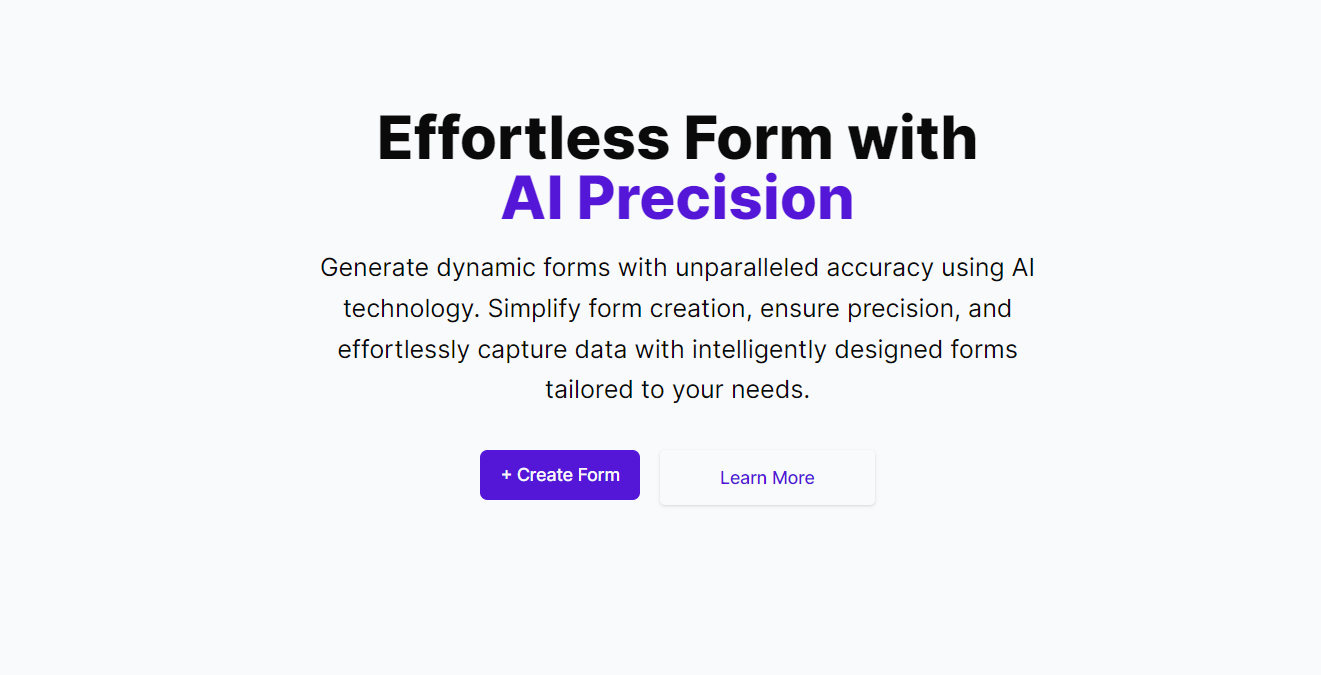 Effortless Form with
AI Precision
Generate dynamic forms with unparalleled accuracy using AI
technology. Simplify form creation, ensure precision, and
effortlessly capture data with intelligently designed forms
tailored to your needs.
+ Create Form
Learn More